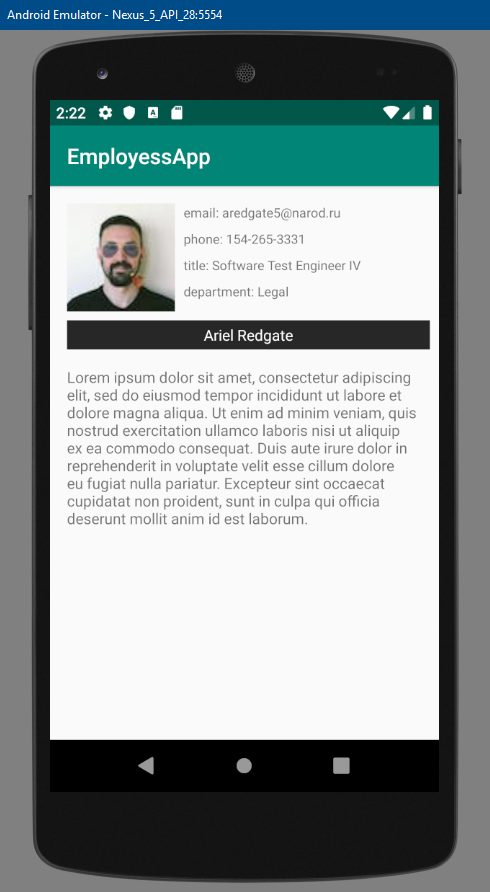 Android Emulator - Nexus_5_API_28:5554
2:22
A
EmployessApp
email: aredgate5@narod.ru
phone: 154-265-3331
title: Software Test Engineer IV
department: Legal
Ariel Redgate
Lorem ipsum dolor sit amet, consectetur adipiscing
elit, sed do eiusmod tempor incididunt ut labore et
dolore magna aliqua. Ut enim ad minim veniam, quis
nostrud exercitation ullamco laboris nisi ut aliquip
ex ea commodo consequat. Duis aute irure dolor in
reprehenderit in voluptate velit esse cillum dolore
eu fugiat nulla pariatur. Excepteur sint occaecat
cupidatat non proident, sunt in culpa qui officia
deserunt mollit anim id est laborum.